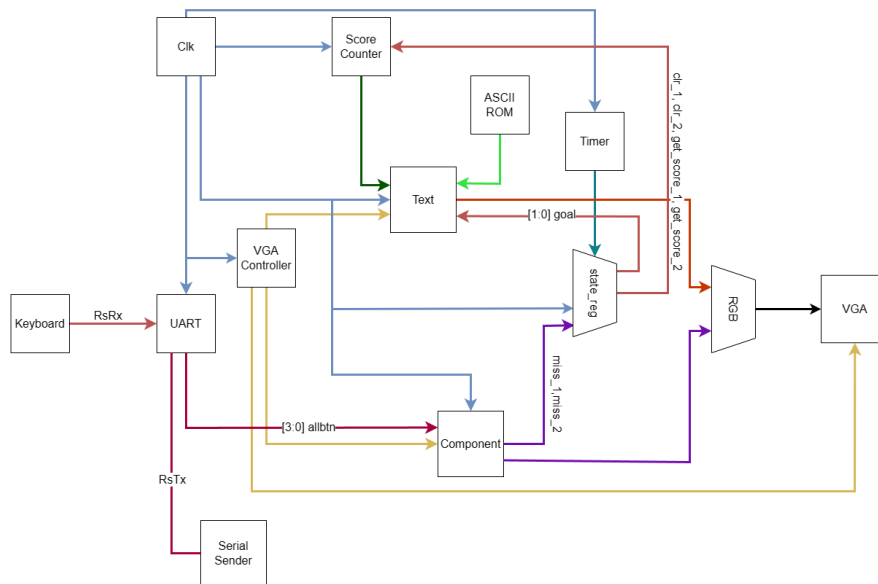 Clk
Score
Counter
ASCII
ROM
Timer
clr_1, clr_2, get_score_1, get_score_2
Text
[1:0] goal
VGA
Controller
state_reg
Keyboard
RsRx
UART
RGB
VGA
miss_1,miss_2
[3:0] allbtn
Component
RsTx
Serial
Sender